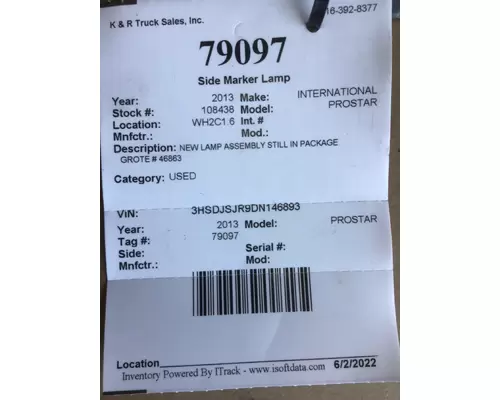 K & R Truck Sales, Inc. 16-392-8377
79097
Side Marker Lamp
Year: 2013 Make: INTERNATIONAL
Stock #: 108438 Model: PROSTAR
Location: WH2C1.6 Int. #
Mnfctr.: Mod.:
Description: NEW LAMP ASSEMBLY STILL IN PACKAGE
GROTE # 46863
Category: USED
VIN: 3HSDJSJR9DN146893
Year: 2013 Model: PROSTAR
Tag #: 79097
Side: Serial #:
Mnfctr.: Mod:
Location
Inventory Powered By ITrack - www.isoftdata.com 6/2/2022